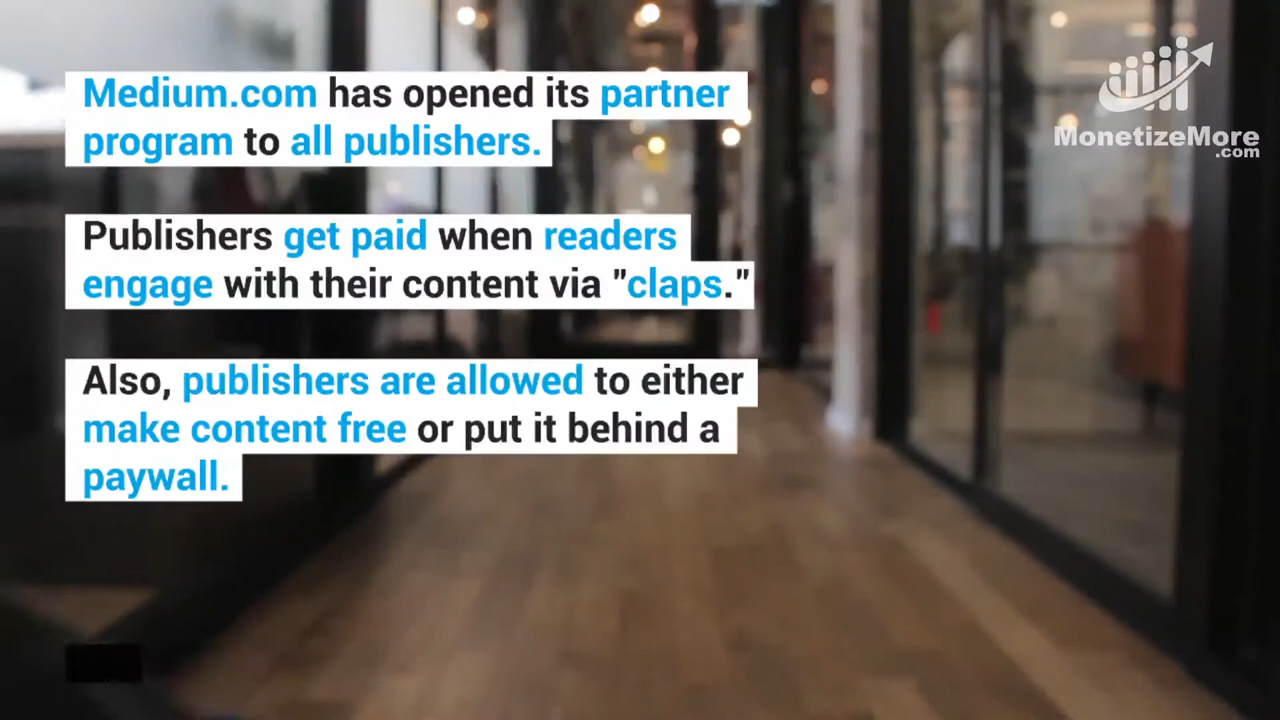 Medium.com has opened its partner
program to all publishers.
Publishers get paid when readers
engage with their content via "claps."
Also, publishers are allowed to either
make content free or put it behind a
paywall.
MonetizeMore
.com